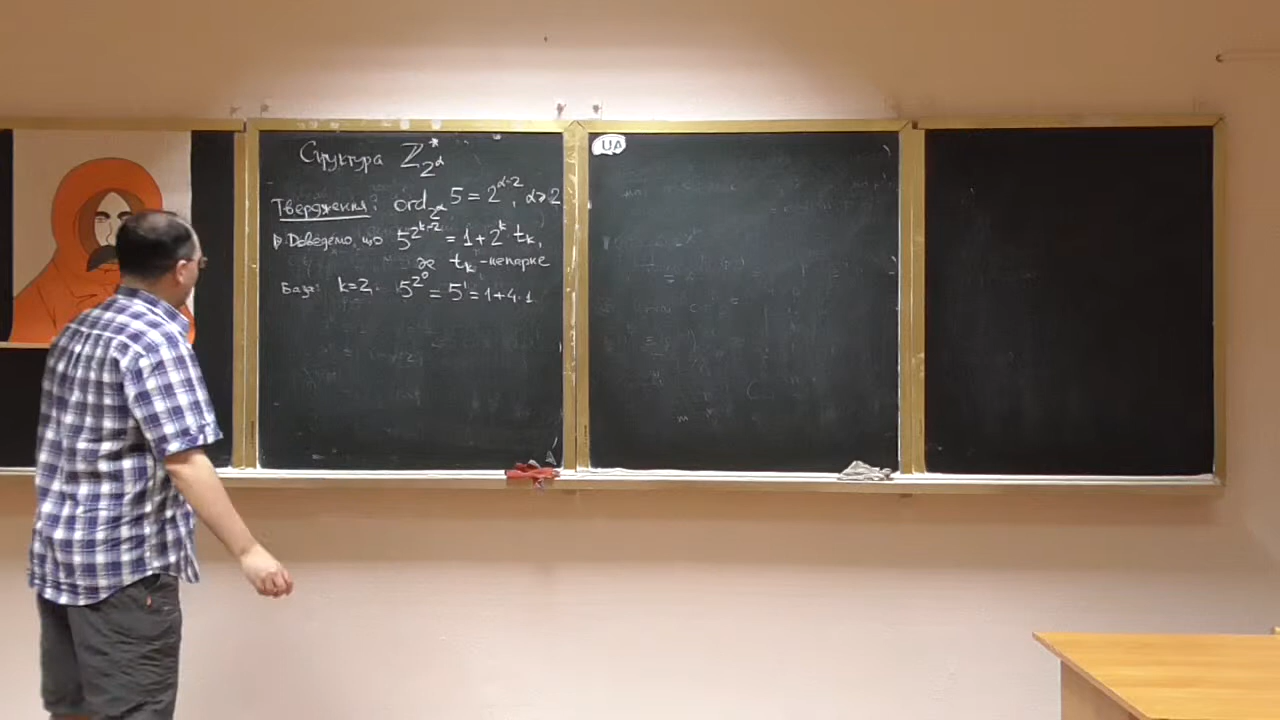 Структура ℤ*_{2^α}
Твердження: ord_{2^α} 5 = 2^{α-2}, α⩾2
▷ Доведемо, що 5^{2^{k-2}} = 1 + 2^k t_k,
де t_k - непарне
База: k=2. 5^{2^0} = 5^1 = 1+4·1
UA